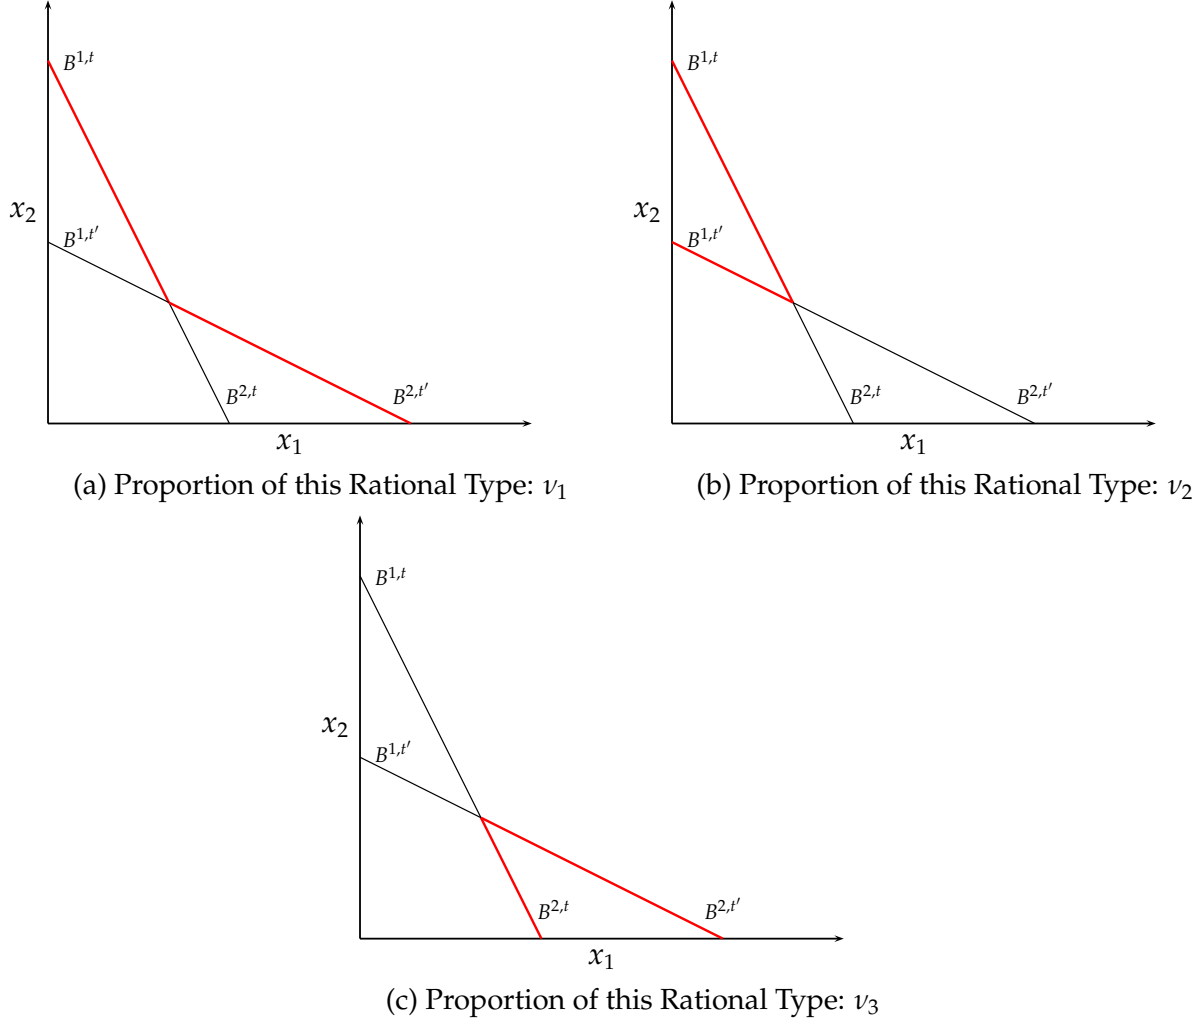 B^{1,t}
x_2
B^{1,t'}
B^{2,t}
B^{2,t'}
x_1
(a) Proportion of this Rational Type: ν_1
B^{1,t}
x_2
B^{1,t'}
B^{2,t}
B^{2,t'}
x_1
(b) Proportion of this Rational Type: ν_2
B^{1,t}
x_2
B^{1,t'}
B^{2,t}
B^{2,t'}
x_1
(c) Proportion of this Rational Type: ν_3